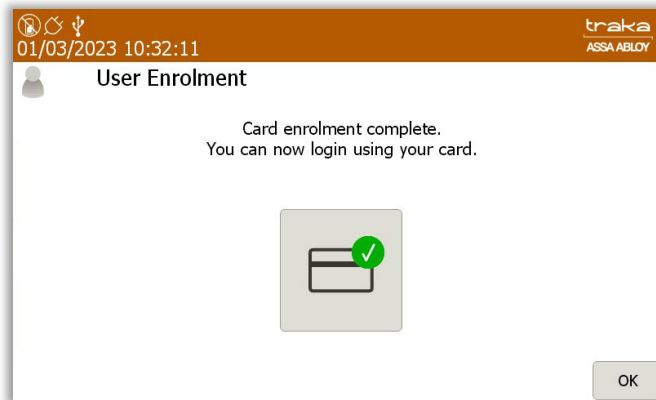 traka
01/03/2023 10:32:11
ASSA ABLOY
User Enrolment
Card enrolment complete.
You can now login using your card.
OK